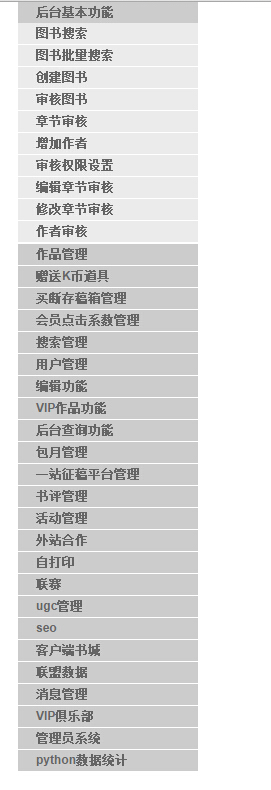 后台基本功能
图书搜索
图书批量搜索
创建图书
审核图书
章节审核
增加作者
审核权限设置
编辑章节审核
修改章节审核
作者审核
作品管理
赠送K币道具
买断存稿箱管理
会员点击系数管理
搜索管理
用户管理
编辑功能
VIP作品功能
后台查询功能
包月管理
一站征稿平台管理
书评管理
活动管理
外站合作
自打印
联赛
ugc管理
seo
客户端书城
联盟数据
消息管理
VIP俱乐部
管理员系统
python数据统计